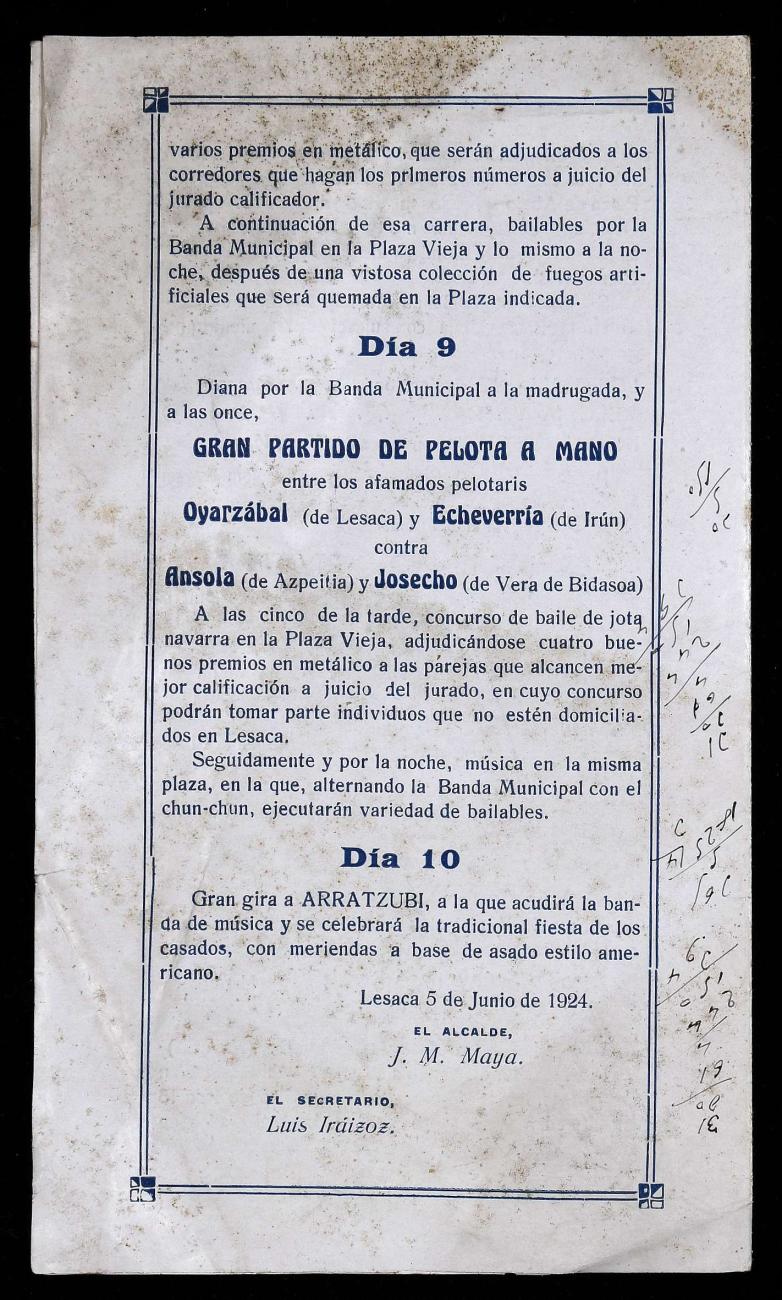 varios premios en metálico, que serán adjudicados a los
corredores que hagan los prImeros números a juicio del
jurado calificador.
A continuación de esa carrera, bailables por la
Banda Municipal en la Plaza Vieja y lo mismo a la no-
che, después de una vistosa colección de fuegos arti-
ficiales que será quemada en la Plaza indicada.
Día 9
Diana por la Banda Municipal a la madrugada, y
a las once,
GRAN PARTIDO DE PELOTA A MANO
entre los afamados pelotaris
Oyarzábal (de Lesaca) y Echeverría (de Irún)
contra
Ansola (de Azpeitia) y Josecho (de Vera de Bidasoa)
A las cinco de la tarde, concurso de baile de jota
navarra en la Plaza Vieja, adjudicándose cuatro bue-
nos premios en metálico a las parejas que alcancen me-
jor calificación a juicio del jurado, en cuyo concurso
podrán tomar parte individuos que no estén domicilia-
dos en Lesaca.
Seguidamente y por la noche, música en la misma
plaza, en la que, alternando la Banda Municipal con el
chun-chun, ejecutarán variedad de bailables.
Día 10
Gran gira a ARRATZUBI, a la que acudirá la ban-
da de música y se celebrará la tradicional fiesta de los
casados, con meriendas a base de asado estilo ame-
ricano.
Lesaca 5 de Junio de 1924.
EL ALCALDE,
J. M. Maya.
EL SECRETARIO,
Luis Iráizoz.